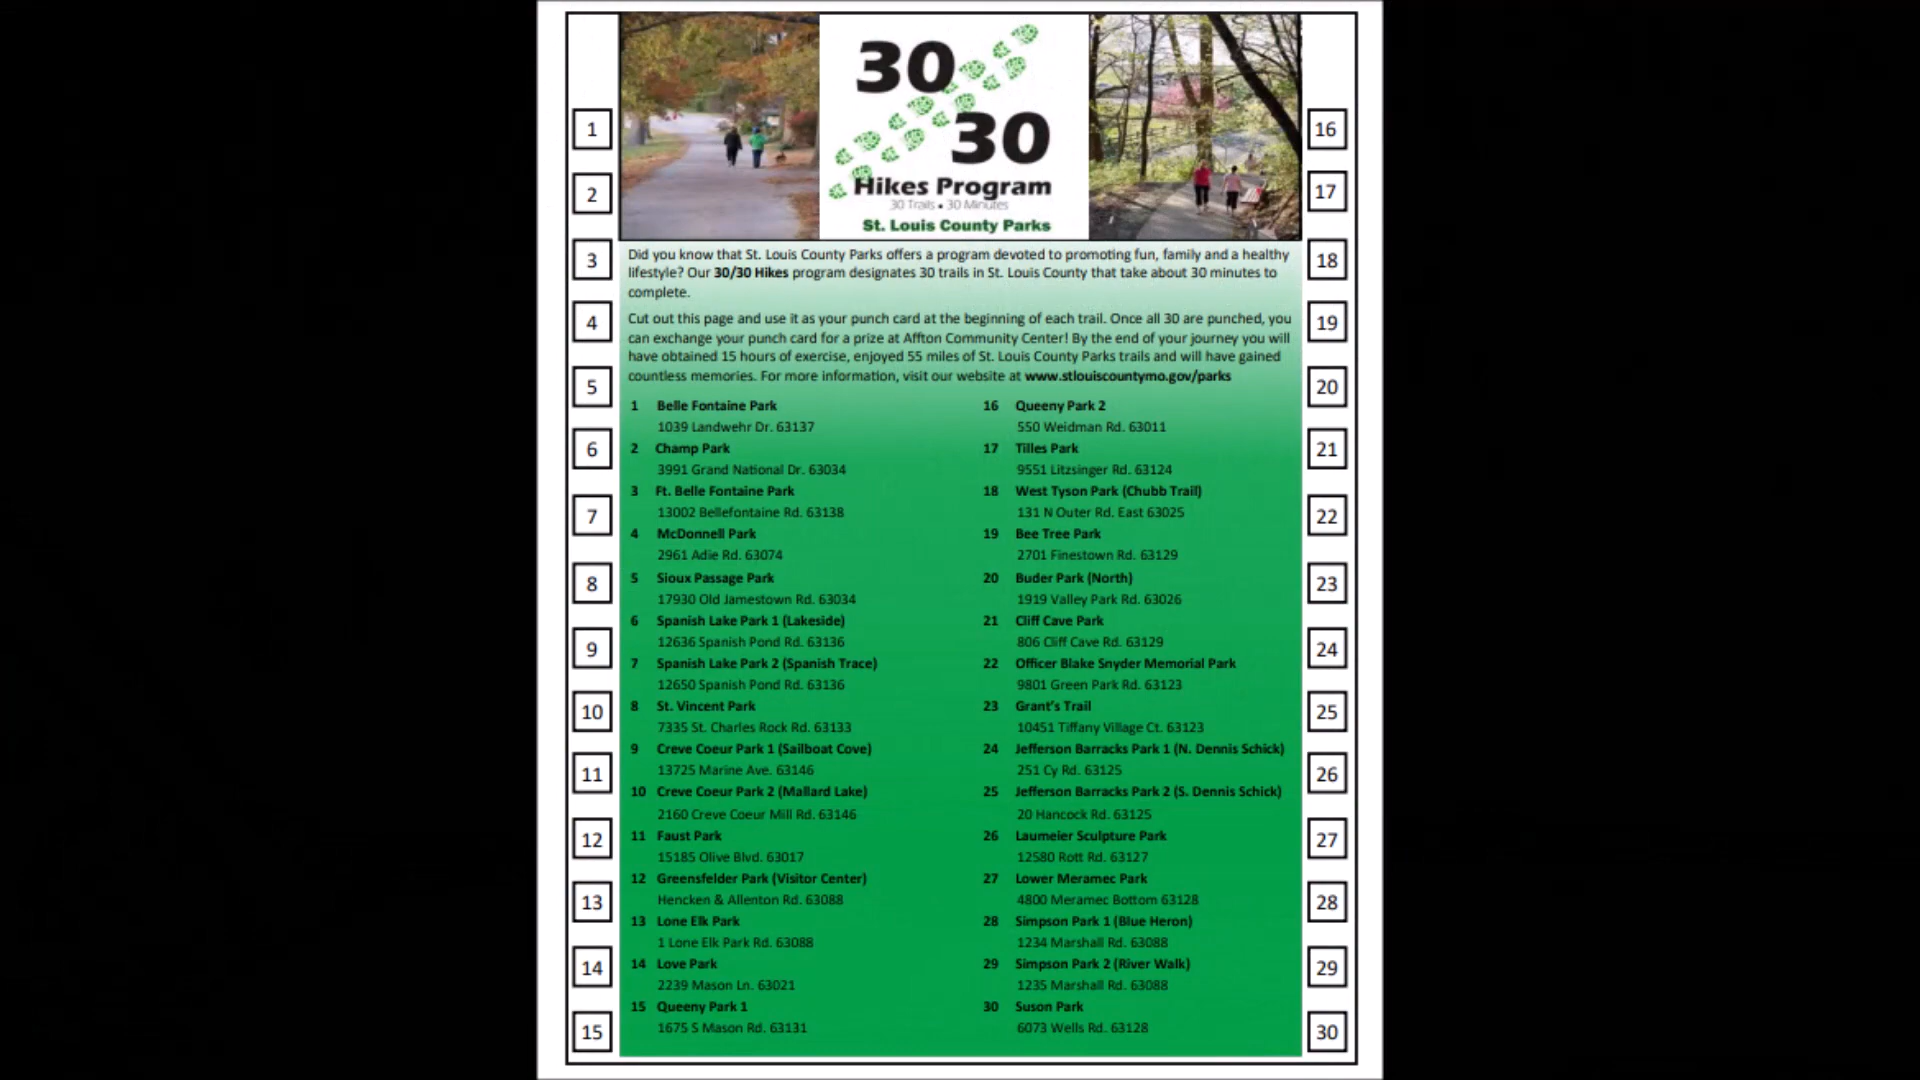 30
30
Hikes Program
30 Trails • 30 Minutes
St. Louis County Parks
Did you know that St. Louis County Parks offers a program devoted to promoting fun, family and a healthy
lifestyle? Our 30/30 Hikes program designates 30 trails in St. Louis County that take about 30 minutes to
complete.
Cut out this page and use it as your punch card at the beginning of each trail. Once all 30 are punched, you
can exchange your punch card for a prize at Affton Community Center! By the end of your journey you will
have obtained 15 hours of exercise, enjoyed 55 miles of St. Louis County Parks trails and will have gained
countless memories. For more information, visit our website at www.stlouiscountymo.gov/parks
1 Belle Fontaine Park
1039 Landwehr Dr. 63137
2 Champ Park
3991 Grand National Dr. 63034
3 Ft. Belle Fontaine Park
13002 Bellefontaine Rd. 63138
4 McDonnell Park
2961 Adie Rd. 63074
5 Sioux Passage Park
17930 Old Jamestown Rd. 63034
6 Spanish Lake Park 1 (Lakeside)
12636 Spanish Pond Rd. 63136
7 Spanish Lake Park 2 (Spanish Trace)
12650 Spanish Pond Rd. 63136
8 St. Vincent Park
7335 St. Charles Rock Rd. 63133
9 Creve Coeur Park 1 (Sailboat Cove)
13725 Marine Ave. 63146
10 Creve Coeur Park 2 (Mallard Lake)
2160 Creve Coeur Mill Rd. 63146
11 Faust Park
15185 Olive Blvd. 63017
12 Greensfelder Park (Visitor Center)
Hencken & Allenton Rd. 63088
13 Lone Elk Park
1 Lone Elk Park Rd. 63088
14 Love Park
2239 Mason Ln. 63021
15 Queeny Park 1
1675 S Mason Rd. 63131
16 Queeny Park 2
550 Weidman Rd. 63011
17 Tilles Park
9551 Litzsinger Rd. 63124
18 West Tyson Park (Chubb Trail)
131 N Outer Rd. East 63025
19 Bee Tree Park
2701 Finestown Rd. 63129
20 Buder Park (North)
1919 Valley Park Rd. 63026
21 Cliff Cave Park
806 Cliff Cave Rd. 63129
22 Officer Blake Snyder Memorial Park
9801 Green Park Rd. 63123
23 Grant's Trail
10451 Tiffany Village Ct. 63123
24 Jefferson Barracks Park 1 (N. Dennis Schick)
251 Cy Rd. 63125
25 Jefferson Barracks Park 2 (S. Dennis Schick)
20 Hancock Rd. 63125
26 Laumeier Sculpture Park
12580 Rott Rd. 63127
27 Lower Meramec Park
4800 Meramec Bottom 63128
28 Simpson Park 1 (Blue Heron)
1234 Marshall Rd. 63088
29 Simpson Park 2 (River Walk)
1235 Marshall Rd. 63088
30 Suson Park
6073 Wells Rd. 63128
1
2
3
4
5
6
7
8
9
10
11
12
13
14
15
16
17
18
19
20
21
22
23
24
25
26
27
28
29
30